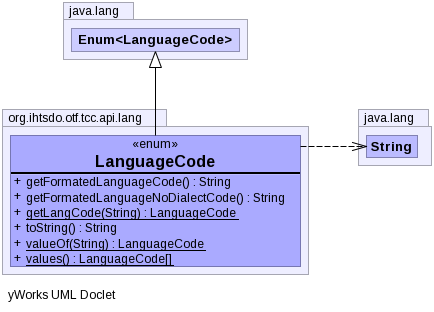 java.lang
Enum<LanguageCode>
org.ihtsdo.otf.tcc.api.lang
java.lang
«enum»
LanguageCode
String
+ getFormatedLanguageCode() : String
+ getFormatedLanguageNoDialectCode() : String
+ getLangCode(String) : LanguageCode
+ toString() : String
+ valueOf(String) : LanguageCode
+ values() : LanguageCode[]
yWorks UML Doclet